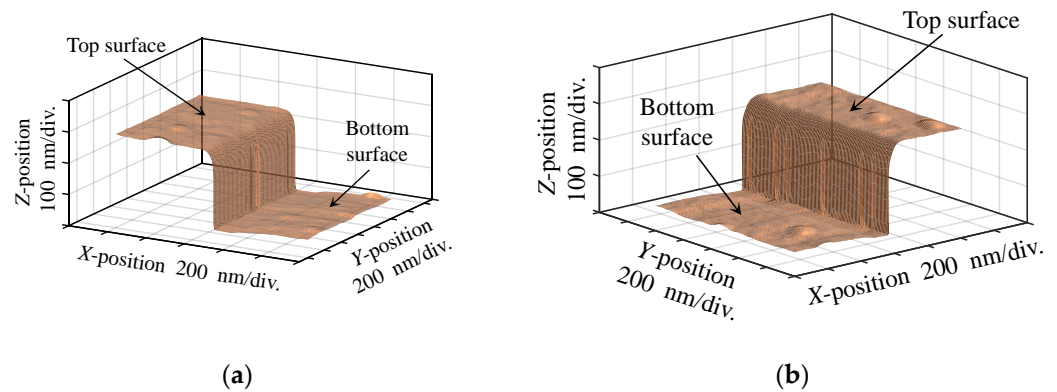 Top surface
Bottom
surface
Z-position
100 nm/div.
X-position 200 nm/div.
Y-position
200 nm/div.
(a)
Top surface
Bottom
surface
Z-position
100 nm/div.
Y-position
200 nm/div.
X-position 200 nm/div.
(b)